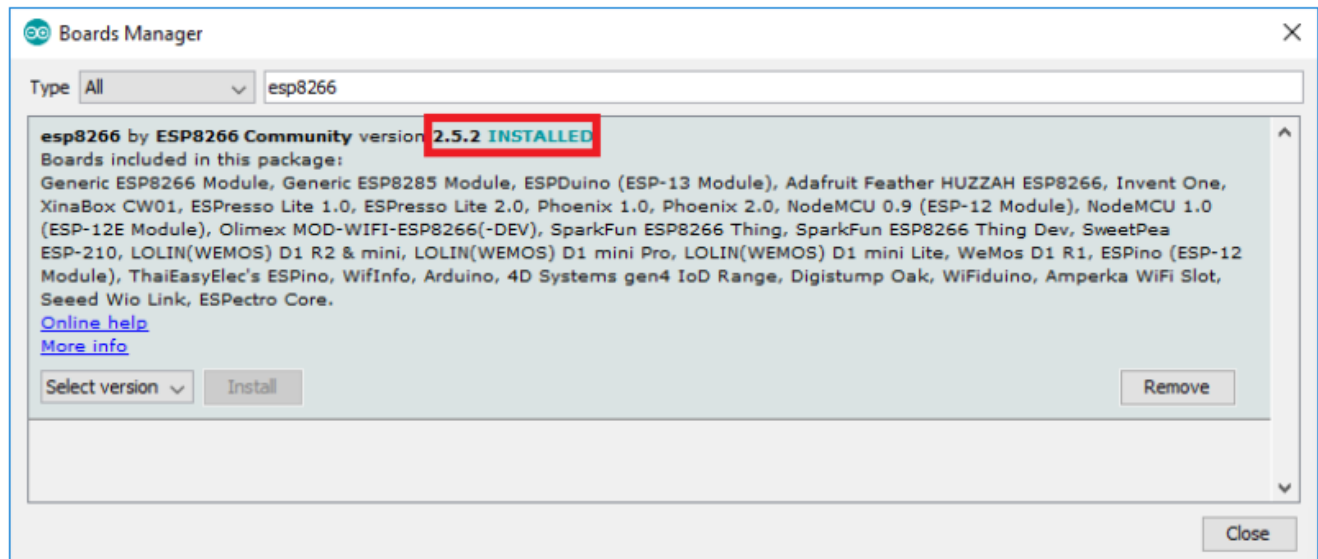 Boards Manager
Type All esp8266
esp8266 by ESP8266 Community version 2.5.2 INSTALLED
Boards included in this package:
Generic ESP8266 Module, Generic ESP8285 Module, ESPDuino (ESP-13 Module), Adafruit Feather HUZZAH ESP8266, Invent One,
XinaBox CW01, ESPresso Lite 1.0, ESPresso Lite 2.0, Phoenix 1.0, Phoenix 2.0, NodeMCU 0.9 (ESP-12 Module), NodeMCU 1.0
(ESP-12E Module), Olimex MOD-WIFI-ESP8266(-DEV), SparkFun ESP8266 Thing, SparkFun ESP8266 Thing Dev, SweetPea
ESP-210, LOLIN(WEMOS) D1 R2 & mini, LOLIN(WEMOS) D1 mini Pro, LOLIN(WEMOS) D1 mini Lite, WeMos D1 R1, ESPino (ESP-12
Module), ThaiEasyElec's ESPino, WifInfo, Arduino, 4D Systems gen4 IoD Range, Digistump Oak, WiFiduino, Amperka WiFi Slot,
Seeed Wio Link, ESPectro Core.
Online help
More info
Select version Install Remove
Close